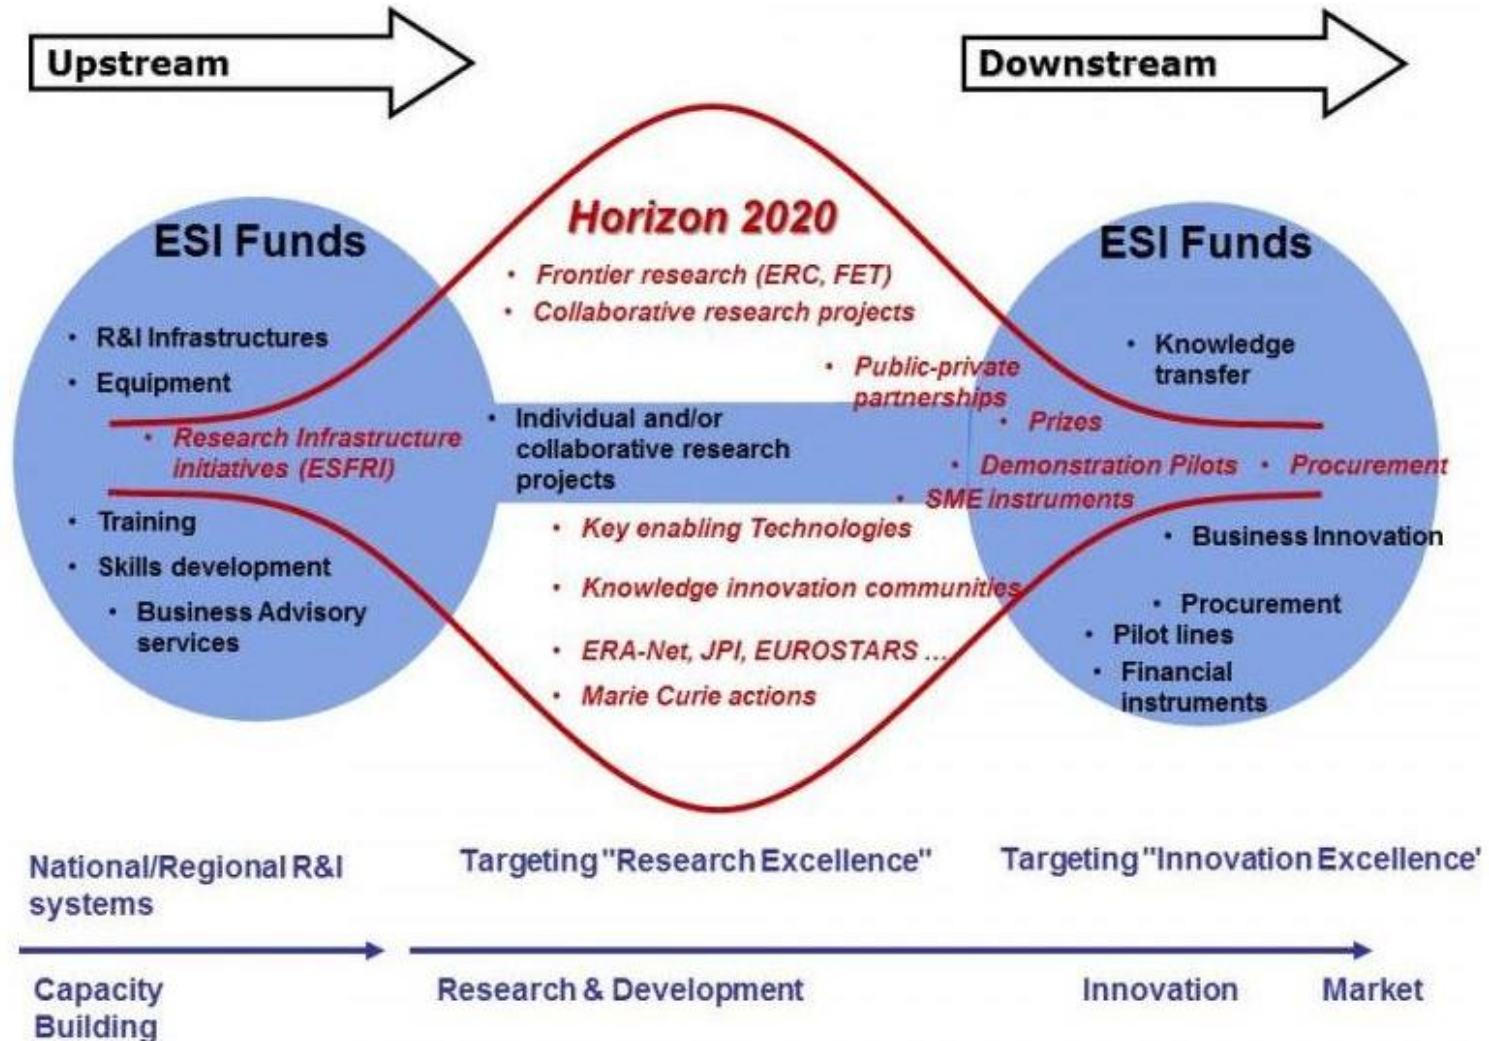 Upstream
Downstream
ESI Funds
• R&I Infrastructures
• Equipment
• Research Infrastructure
initiatives (ESFRI)
• Training
• Skills development
• Business Advisory
services
Horizon 2020
• Frontier research (ERC, FET)
• Collaborative research projects
• Public-private
partnerships
• Individual and/or
collaborative research
projects
• Prizes
• Demonstration Pilots
• Procurement
• SME instruments
• Key enabling Technologies
• Knowledge innovation communities
• ERA-Net, JPI, EUROSTARS ...
• Marie Curie actions
ESI Funds
• Knowledge
transfer
• Business Innovation
• Procurement
• Pilot lines
• Financial
instruments
National/Regional R&I
systems
Targeting "Research Excellence"
Targeting "Innovation Excellence'
Capacity
Building
Research & Development
Innovation
Market